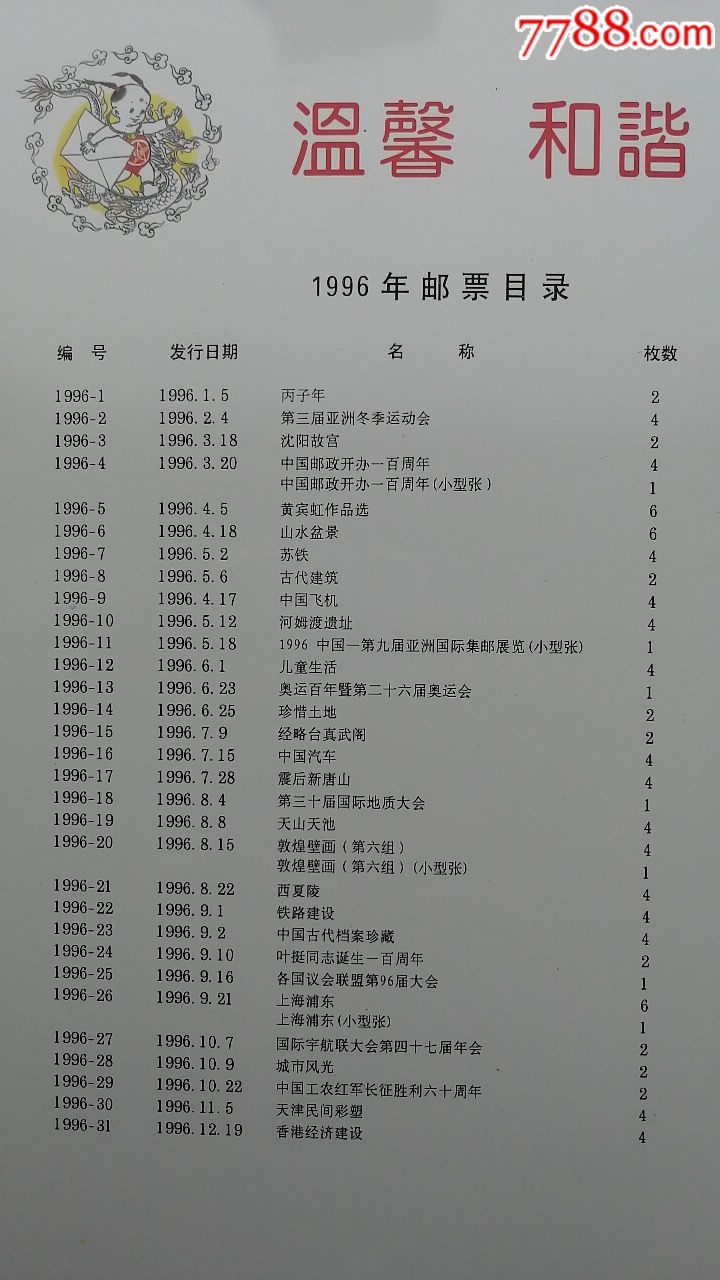 7788.com
溫馨 和諧
1996年邮票目录
编 号 发行日期 名 称 枚数
1996-1 1996.1.5 丙子年 2
1996-2 1996.2.4 第三届亚洲冬季运动会 4
1996-3 1996.3.18 沈阳故宫 2
1996-4 1996.3.20 中国邮政开办一百周年 4
中国邮政开办一百周年(小型张) 1
1996-5 1996.4.5 黄宾虹作品选 6
1996-6 1996.4.18 山水盆景 6
1996-7 1996.5.2 苏铁 4
1996-8 1996.5.6 古代建筑 2
1996-9 1996.4.17 中国飞机 4
1996-10 1996.5.12 河姆渡遗址 4
1996-11 1996.5.18 1996 中国—第九届亚洲国际集邮展览(小型张) 1
1996-12 1996.6.1 儿童生活 4
1996-13 1996.6.23 奥运百年暨第二十六届奥运会 1
1996-14 1996.6.25 珍惜土地 2
1996-15 1996.7.9 经略台真武阁 2
1996-16 1996.7.15 中国汽车 4
1996-17 1996.7.28 震后新唐山 4
1996-18 1996.8.4 第三十届国际地质大会 1
1996-19 1996.8.8 天山天池 4
1996-20 1996.8.15 敦煌壁画(第六组) 4
敦煌壁画(第六组)(小型张) 1
1996-21 1996.8.22 西夏陵 4
1996-22 1996.9.1 铁路建设 4
1996-23 1996.9.2 中国古代档案珍藏 4
1996-24 1996.9.10 叶挺同志诞生一百周年 2
1996-25 1996.9.16 各国议会联盟第96届大会 1
1996-26 1996.9.21 上海浦东 6
上海浦东(小型张) 1
1996-27 1996.10.7 国际宇航联大会第四十七届年会 2
1996-28 1996.10.9 城市风光 2
1996-29 1996.10.22 中国工农红军长征胜利六十周年 2
1996-30 1996.11.5 天津民间彩塑 4
1996-31 1996.12.19 香港经济建设 4